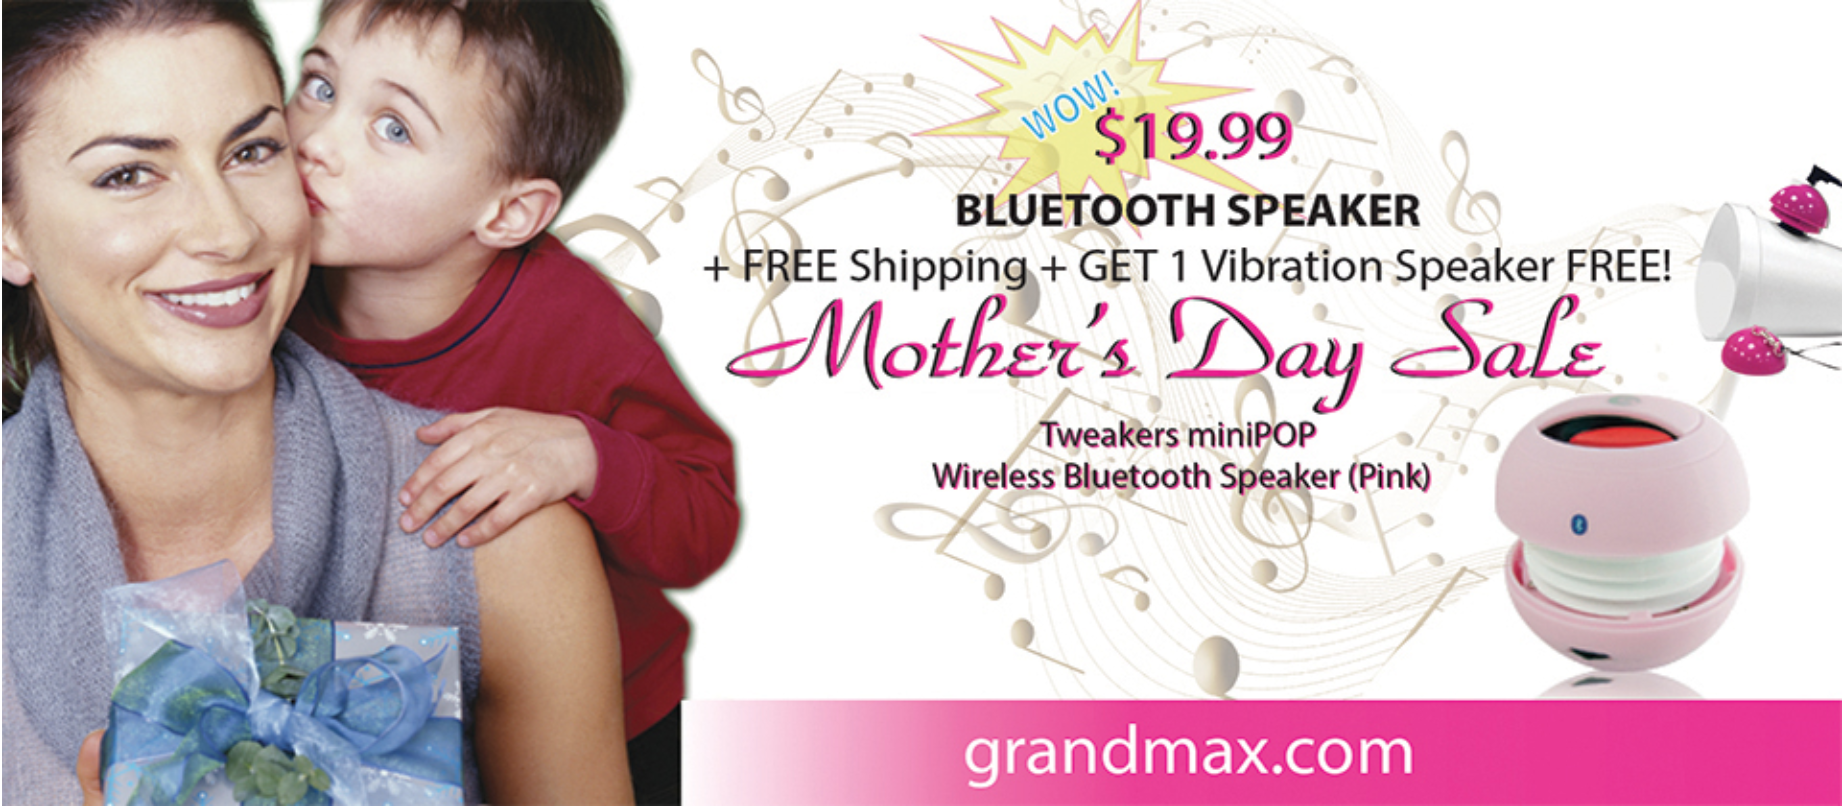 WOW!
$19.99
BLUETOOTH SPEAKER
+ FREE Shipping + GET 1 Vibration Speaker FREE!
Mother's Day Sale
Tweakers miniPOP
Wireless Bluetooth Speaker (Pink)
grandmax.com